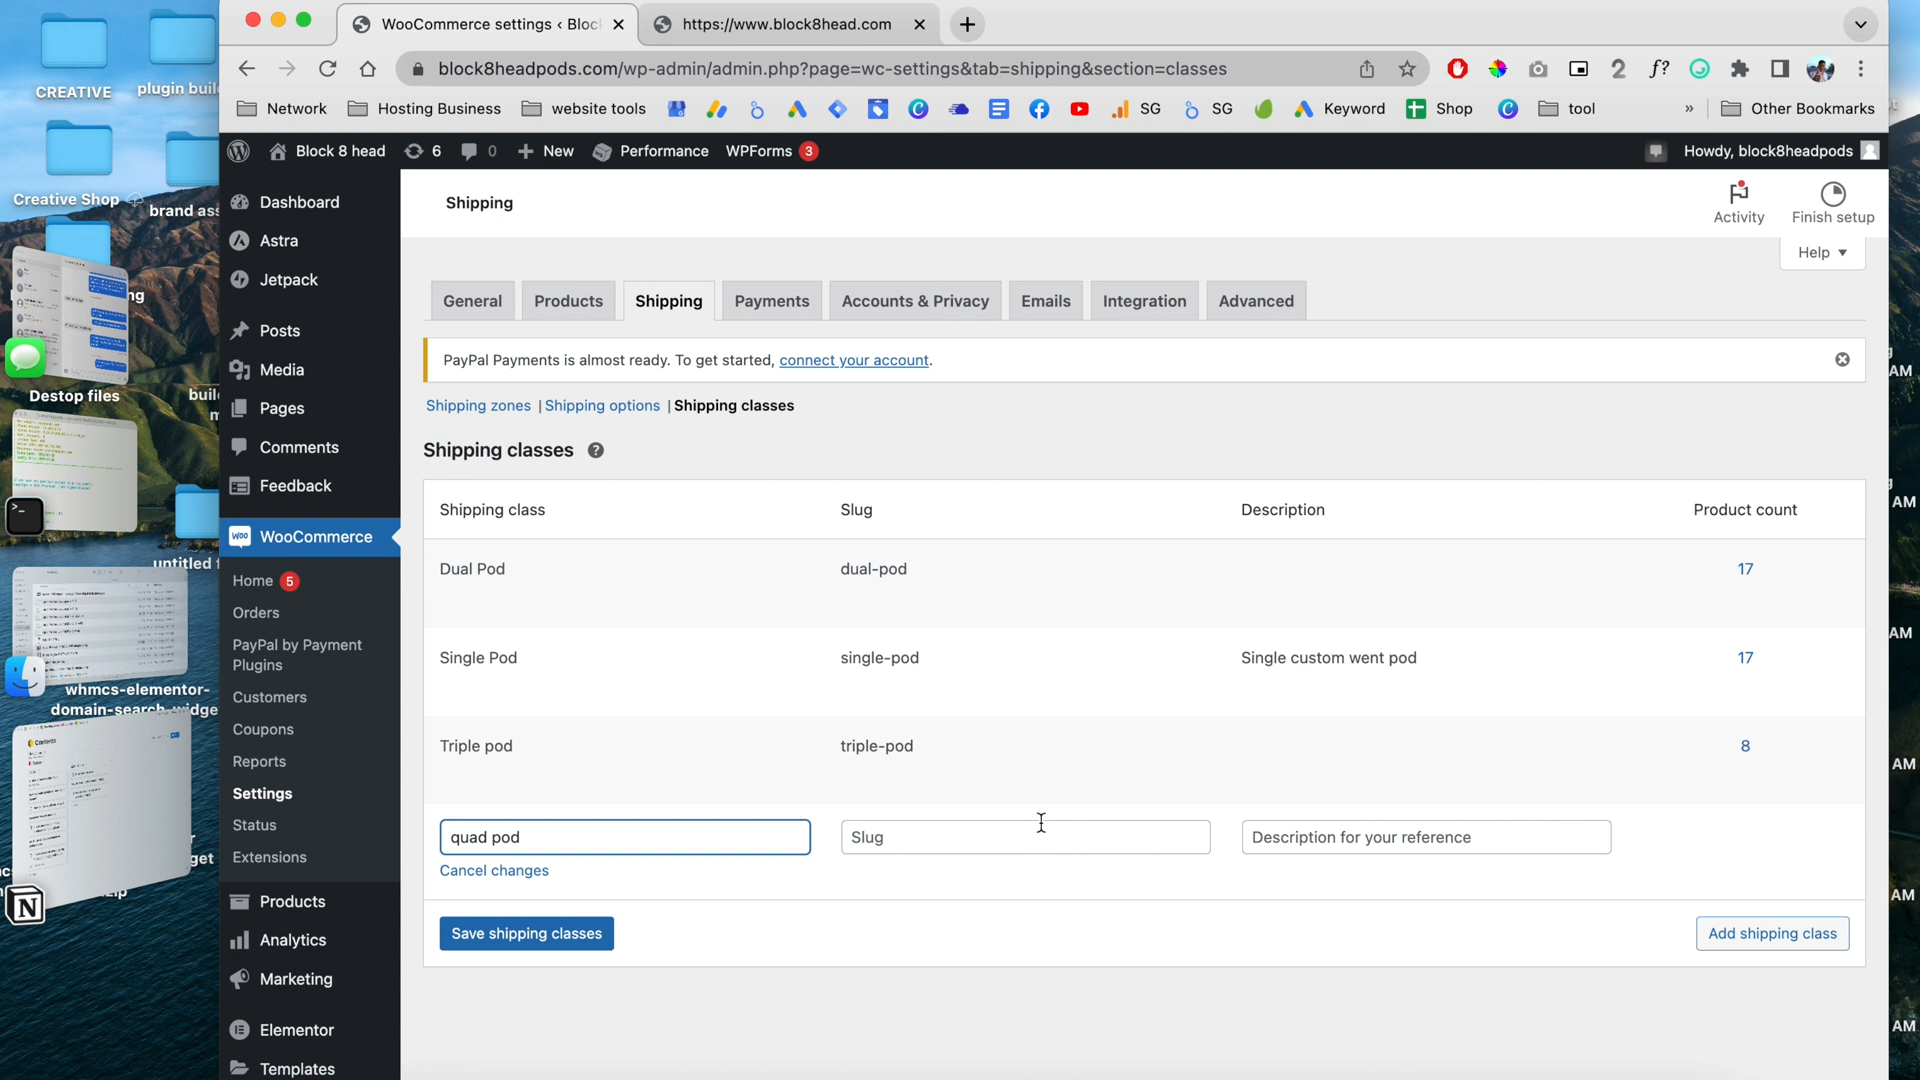 WooCommerce settings ‹ Bloc
https://www.block8head.com
block8headpods.com/wp-admin/admin.php?page=wc-settings&tab=shipping&section=classes
Network
Hosting Business
website tools
SG
SG
Keyword
Shop
tool
»
Other Bookmarks
Block 8 head
6
0
New
Performance
WPForms 3
Howdy, block8headpods
CREATIVE
plugin buil
Creative Shop
brand ass
ng
Destop files
buil
untitled f
whmcs-elementor-
domain-search-widge
get
zip
Dashboard
Astra
Jetpack
Posts
Media
Pages
Comments
Feedback
WooCommerce
Home 5
Orders
PayPal by Payment
Plugins
Customers
Coupons
Reports
Settings
Status
Extensions
Products
Analytics
Marketing
Elementor
Templates
Shipping
Activity
Finish setup
Help ▼
General
Products
Shipping
Payments
Accounts & Privacy
Emails
Integration
Advanced
PayPal Payments is almost ready. To get started, connect your account.
Shipping zones | Shipping options | Shipping classes
Shipping classes ?
Shipping class Slug Description Product count
Dual Pod dual-pod 17
Single Pod single-pod Single custom went pod 17
Triple pod triple-pod 8
quad pod Slug Description for your reference
Cancel changes
Save shipping classes
Add shipping class
AM
AM
AM
AM
AM
AM